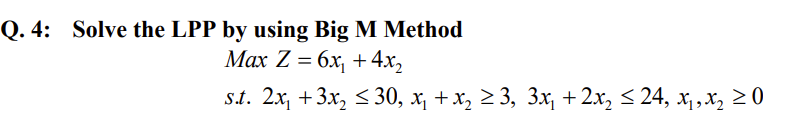 Q. 4: Solve the LPP by using Big M Method
Max Z = 6x₁ + 4x₂
s.t. 2x₁ + 3x₂ ≤ 30, x₁ + x₂ ≥ 3, 3x₁ + 2x₂ ≤ 24, x₁, x₂ ≥ 0